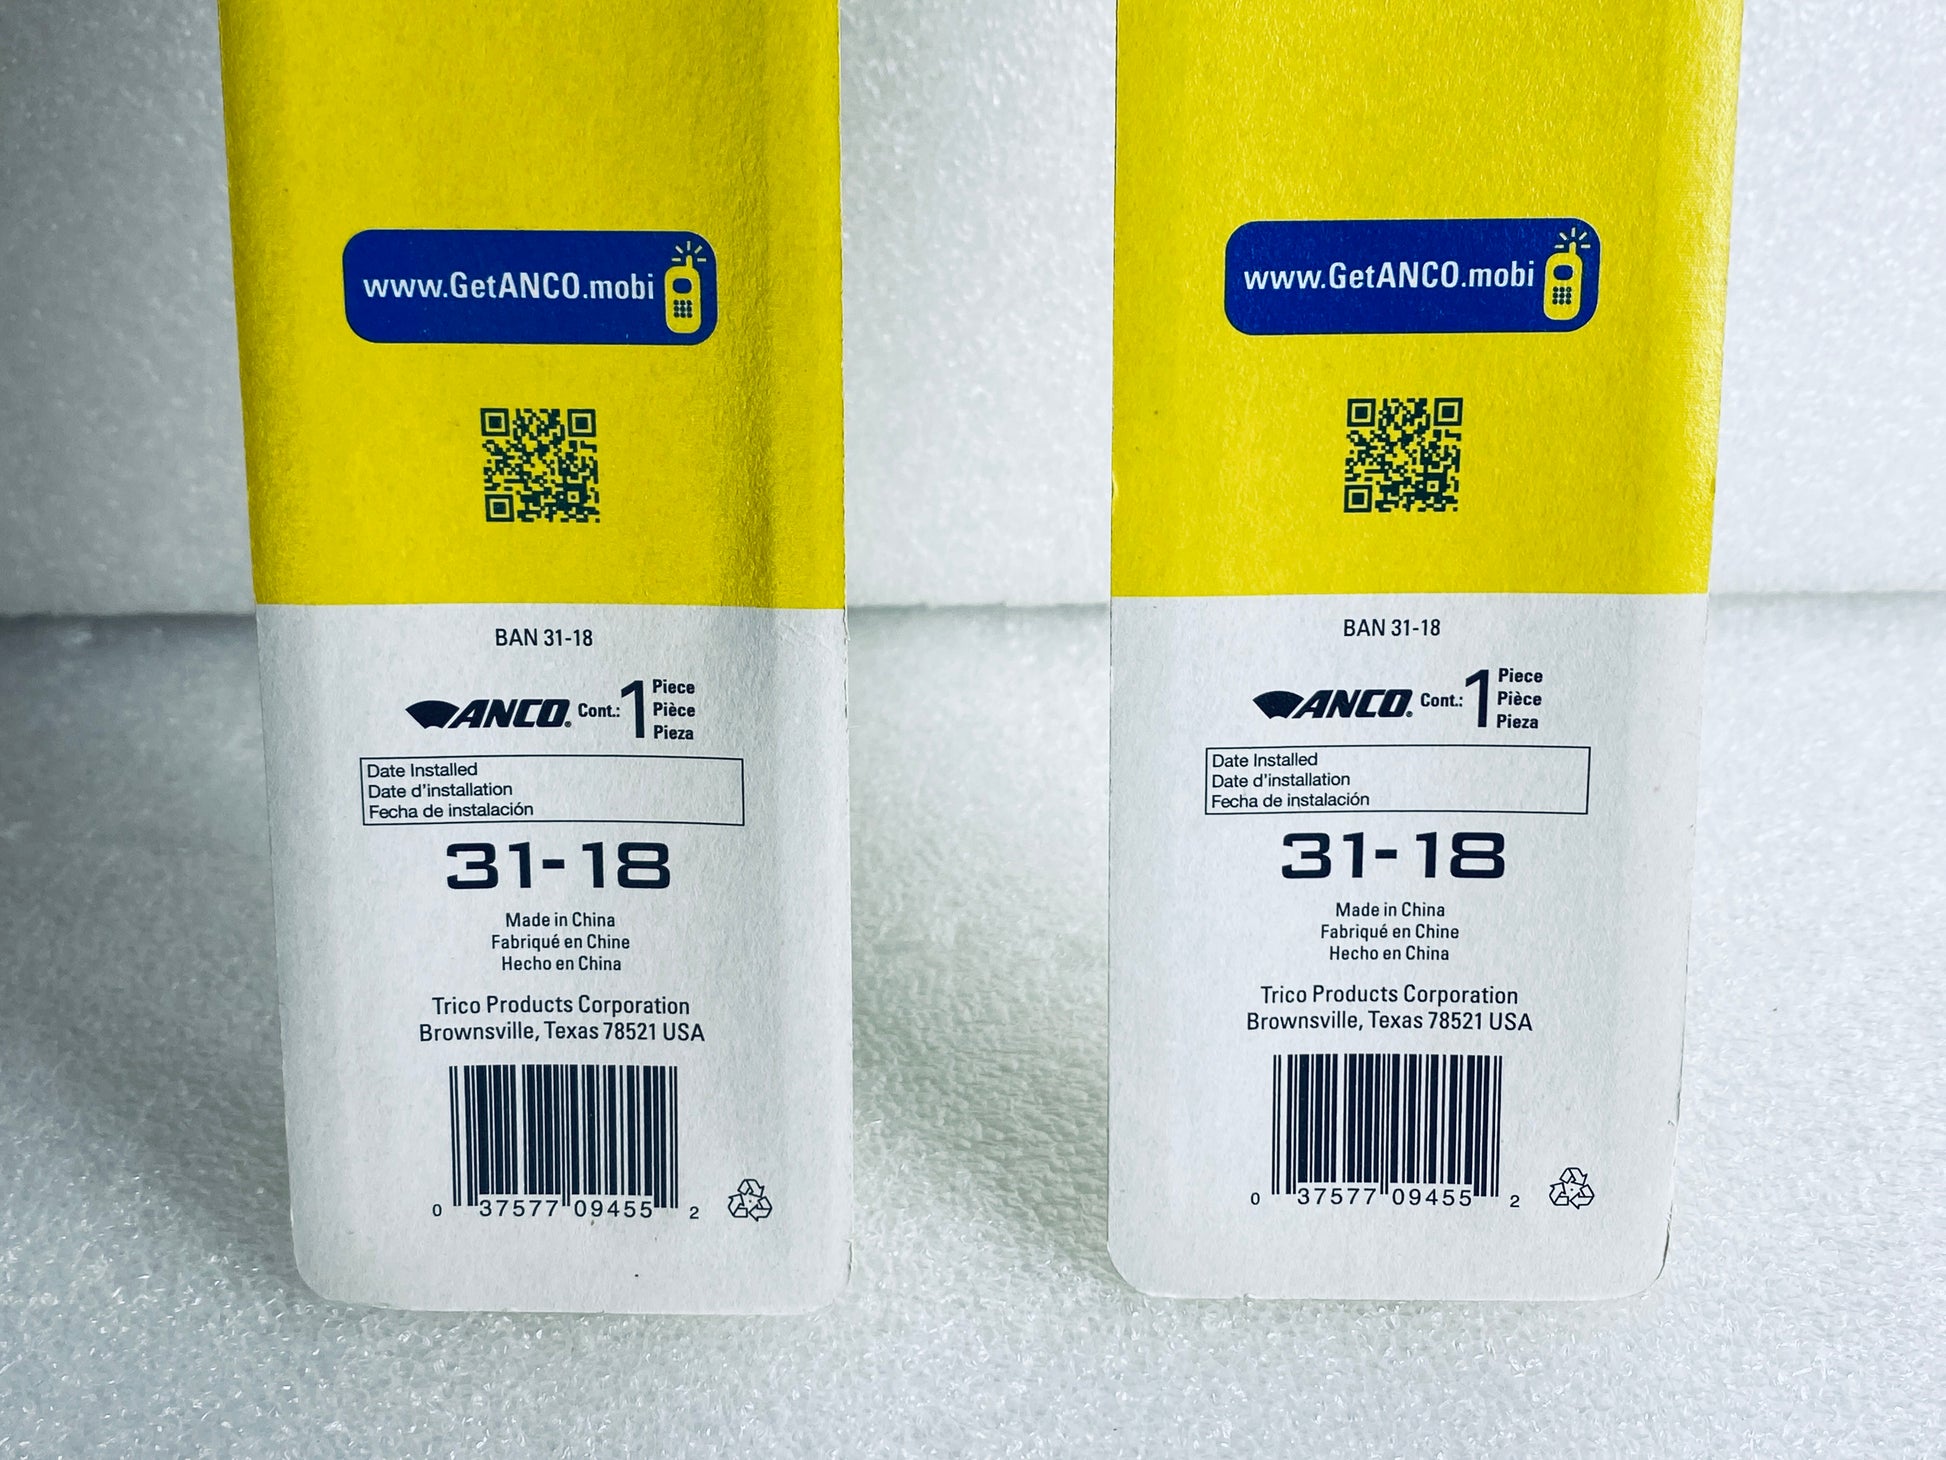 www.GetANCO.mobi
BAN 31-18
ANCO® Cont.: 1 Piece
Pièce
Pieza
Date Installed
Date d'installation
Fecha de instalación
31-18
Made in China
Fabriqué en Chine
Hecho en China
Trico Products Corporation
Brownsville, Texas 78521 USA
0 37577 09455 2
www.GetANCO.mobi
BAN 31-18
ANCO® Cont.: 1 Piece
Pièce
Pieza
Date Installed
Date d'installation
Fecha de instalación
31-18
Made in China
Fabriqué en Chine
Hecho en China
Trico Products Corporation
Brownsville, Texas 78521 USA
0 37577 09455 2